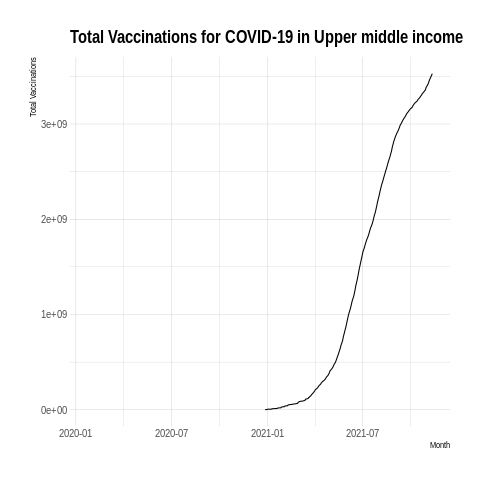 Total Vaccinations for COVID-19 in Upper middle income
Total Vaccinations
3e+09
2e+09
1e+09
0e+00
2020-01 2020-07 2021-01 2021-07
Month